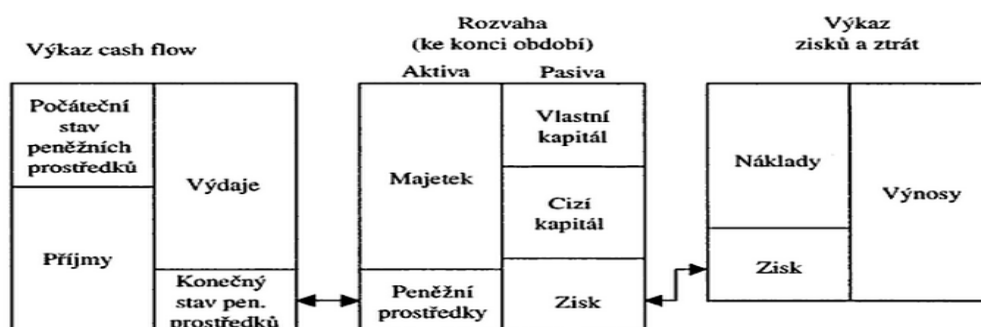 Výkaz cash flow
Počáteční
stav
peněžních
prostředků
Příjmy
Výdaje
Konečný
stav pen.
prostředků
Rozvaha
(ke konci období)
Aktiva
Pasiva
Majetek
Peněžní
prostředky
Vlastní
kapitál
Cizí
kapitál
Zisk
Výkaz
zisků a ztrát
Náklady
Zisk
Výnosy